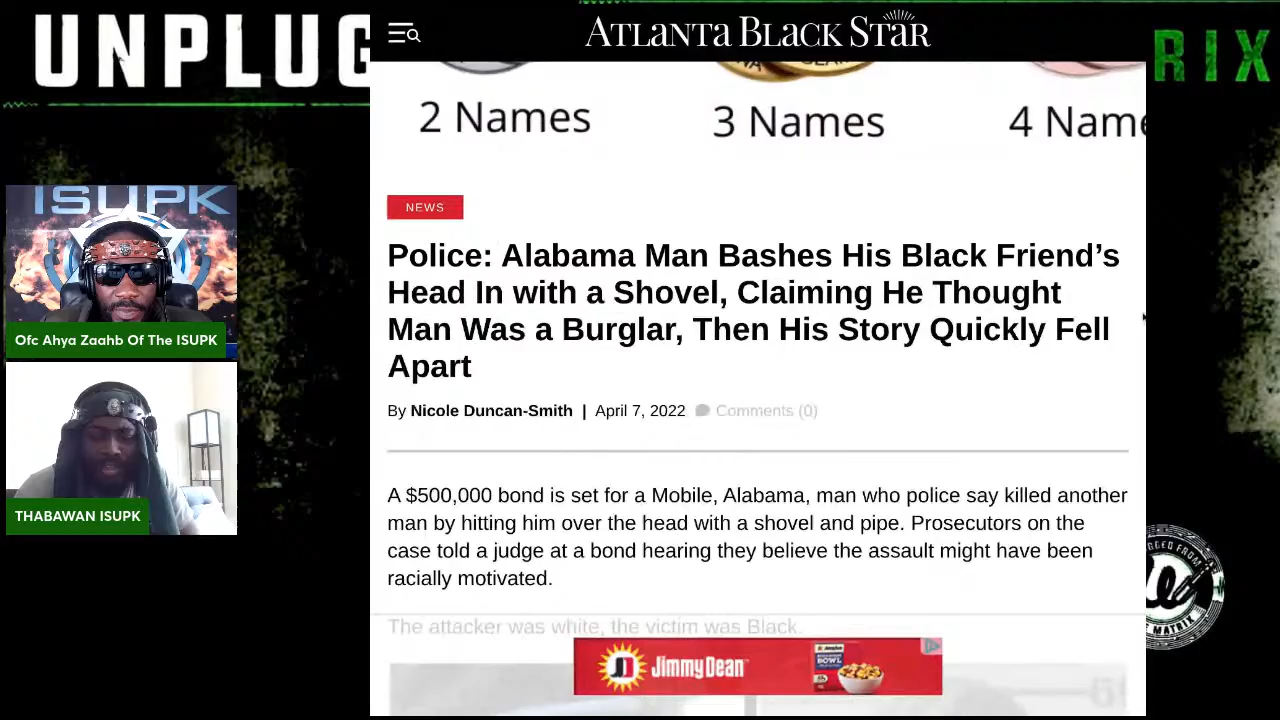 UNPLUG
RIX
ATLANTA BLACK STAR
2 Names
3 Names
4 Name
NEWS
Police: Alabama Man Bashes His Black Friend’s
Head In with a Shovel, Claiming He Thought
Man Was a Burglar, Then His Story Quickly Fell
Apart
By Nicole Duncan-Smith | April 7, 2022 Comments (0)
A $500,000 bond is set for a Mobile, Alabama, man who police say killed another
man by hitting him over the head with a shovel and pipe. Prosecutors on the
case told a judge at a bond hearing they believe the assault might have been
racially motivated.
The attacker was white, the victim was Black.
Jimmy Dean
ISUPK
Ofc Ahya Zaahb Of The ISUPK
THABAWAN ISUPK
MATRIX